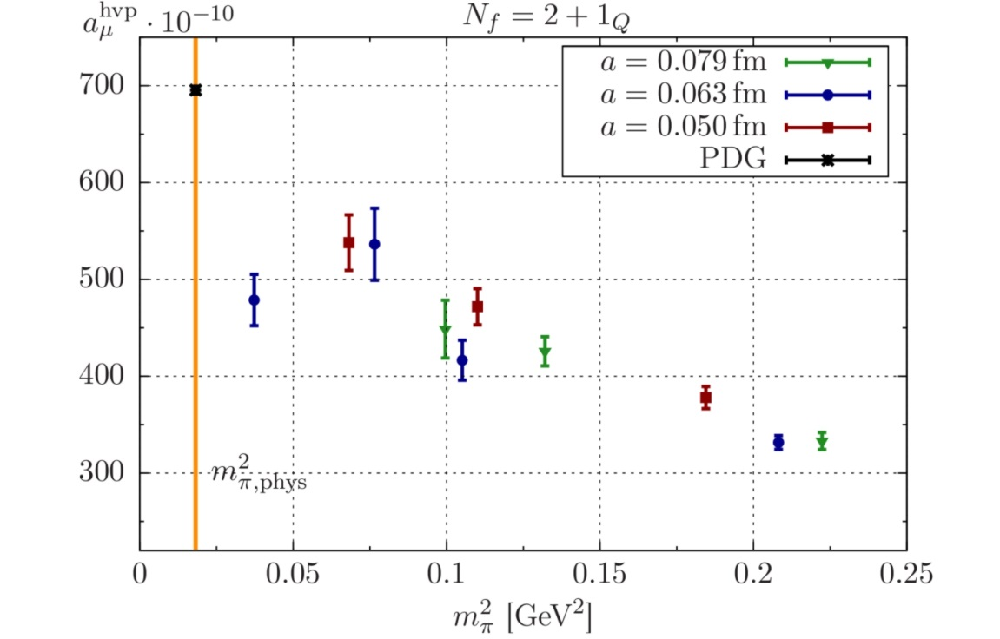 a_μ^hvp · 10^−10
N_f = 2 + 1_Q
a = 0.079 fm
a = 0.063 fm
a = 0.050 fm
PDG
700
600
500
400
300
m²_π,phys
0 0.05 0.1 0.15 0.2 0.25
m²_π [GeV²]